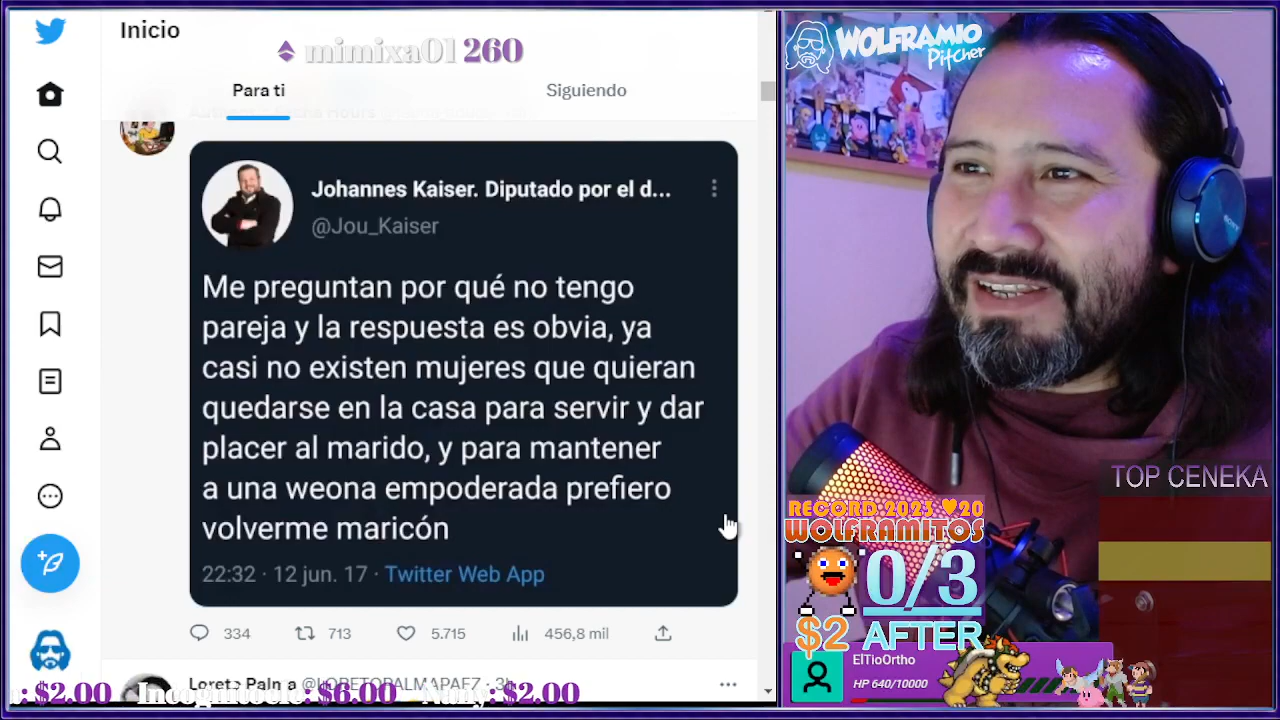 Inicio
mimixa01 260
Para ti
Siguiendo
Johannes Kaiser. Diputado por el d...
@Jou_Kaiser
Me preguntan por qué no tengo
pareja y la respuesta es obvia, ya
casi no existen mujeres que quieran
quedarse en la casa para servir y dar
placer al marido, y para mantener
a una weona empoderada prefiero
volverme maricón
22:32 · 12 jun. 17 · Twitter Web App
334
713
5.715
456,8 mil
Loreto Palma @LORETOPALMAPAEZ · 3h
: $2.00
$6.00
$2.00
WOLFRAMIO
Pitcher
SONY
TOP CENEKA
RECORD 2023 ♥20
WOLFRAMITOS
0/3
$2 AFTER
ElTioOrtho
HP 640/10000